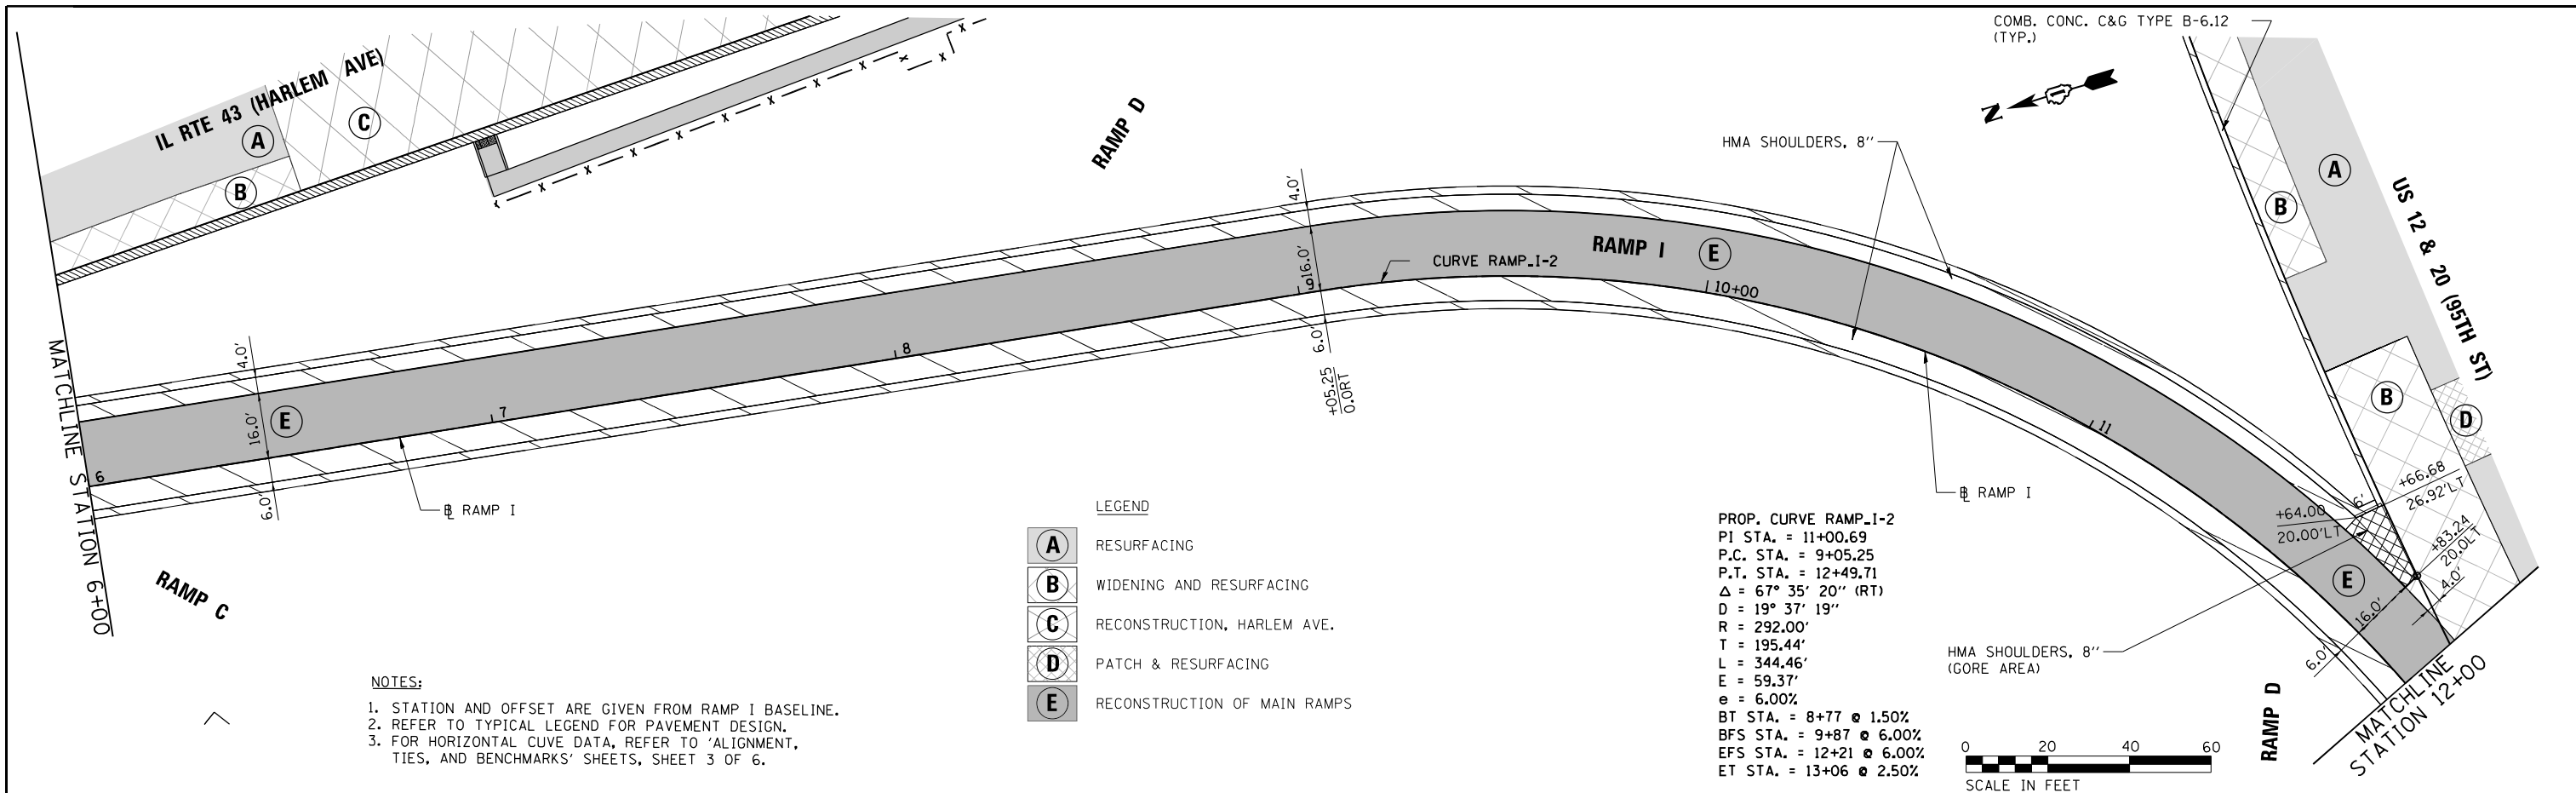 COMB. CONC. C&G TYPE B-6.12
(TYP.)
IL RTE 43 (HARLEM AVE)
A
C
B
RAMP D
N
HMA SHOULDERS, 8''
A
B
US 12 & 20 (95TH ST)
4.0'
16.0'
9
6.0'
+05.25
0.0RT
RAMP I
E
CURVE RAMP_I-2
10+00
MATCHLINE STATION 6+00
4.0'
16.0'
6.0'
E
6
7
8
11
B
D
℄ RAMP I
℄ RAMP I
RAMP C
LEGEND
A RESURFACING
B WIDENING AND RESURFACING
C RECONSTRUCTION, HARLEM AVE.
D PATCH & RESURFACING
E RECONSTRUCTION OF MAIN RAMPS
PROP. CURVE RAMP_I-2
PI STA. = 11+00.69
P.C. STA. = 9+05.25
P.T. STA. = 12+49.71
Δ = 67° 35' 20'' (RT)
D = 19° 37' 19''
R = 292.00'
T = 195.44'
L = 344.46'
E = 59.37'
e = 6.00%
BT STA. = 8+77 @ 1.50%
BFS STA. = 9+87 @ 6.00%
EFS STA. = 12+21 @ 6.00%
ET STA. = 13+06 @ 2.50%
+66.68
26.92'LT
6'
+64.00
20.00'LT
+83.24
20.0LT
4.0'
16.0'
6.0'
E
HMA SHOULDERS, 8''
(GORE AREA)
RAMP D
MATCHLINE
STATION 12+00
0 20 40 60
SCALE IN FEET
NOTES:
1. STATION AND OFFSET ARE GIVEN FROM RAMP I BASELINE.
2. REFER TO TYPICAL LEGEND FOR PAVEMENT DESIGN.
3. FOR HORIZONTAL CUVE DATA, REFER TO 'ALIGNMENT,
TIES, AND BENCHMARKS' SHEETS, SHEET 3 OF 6.